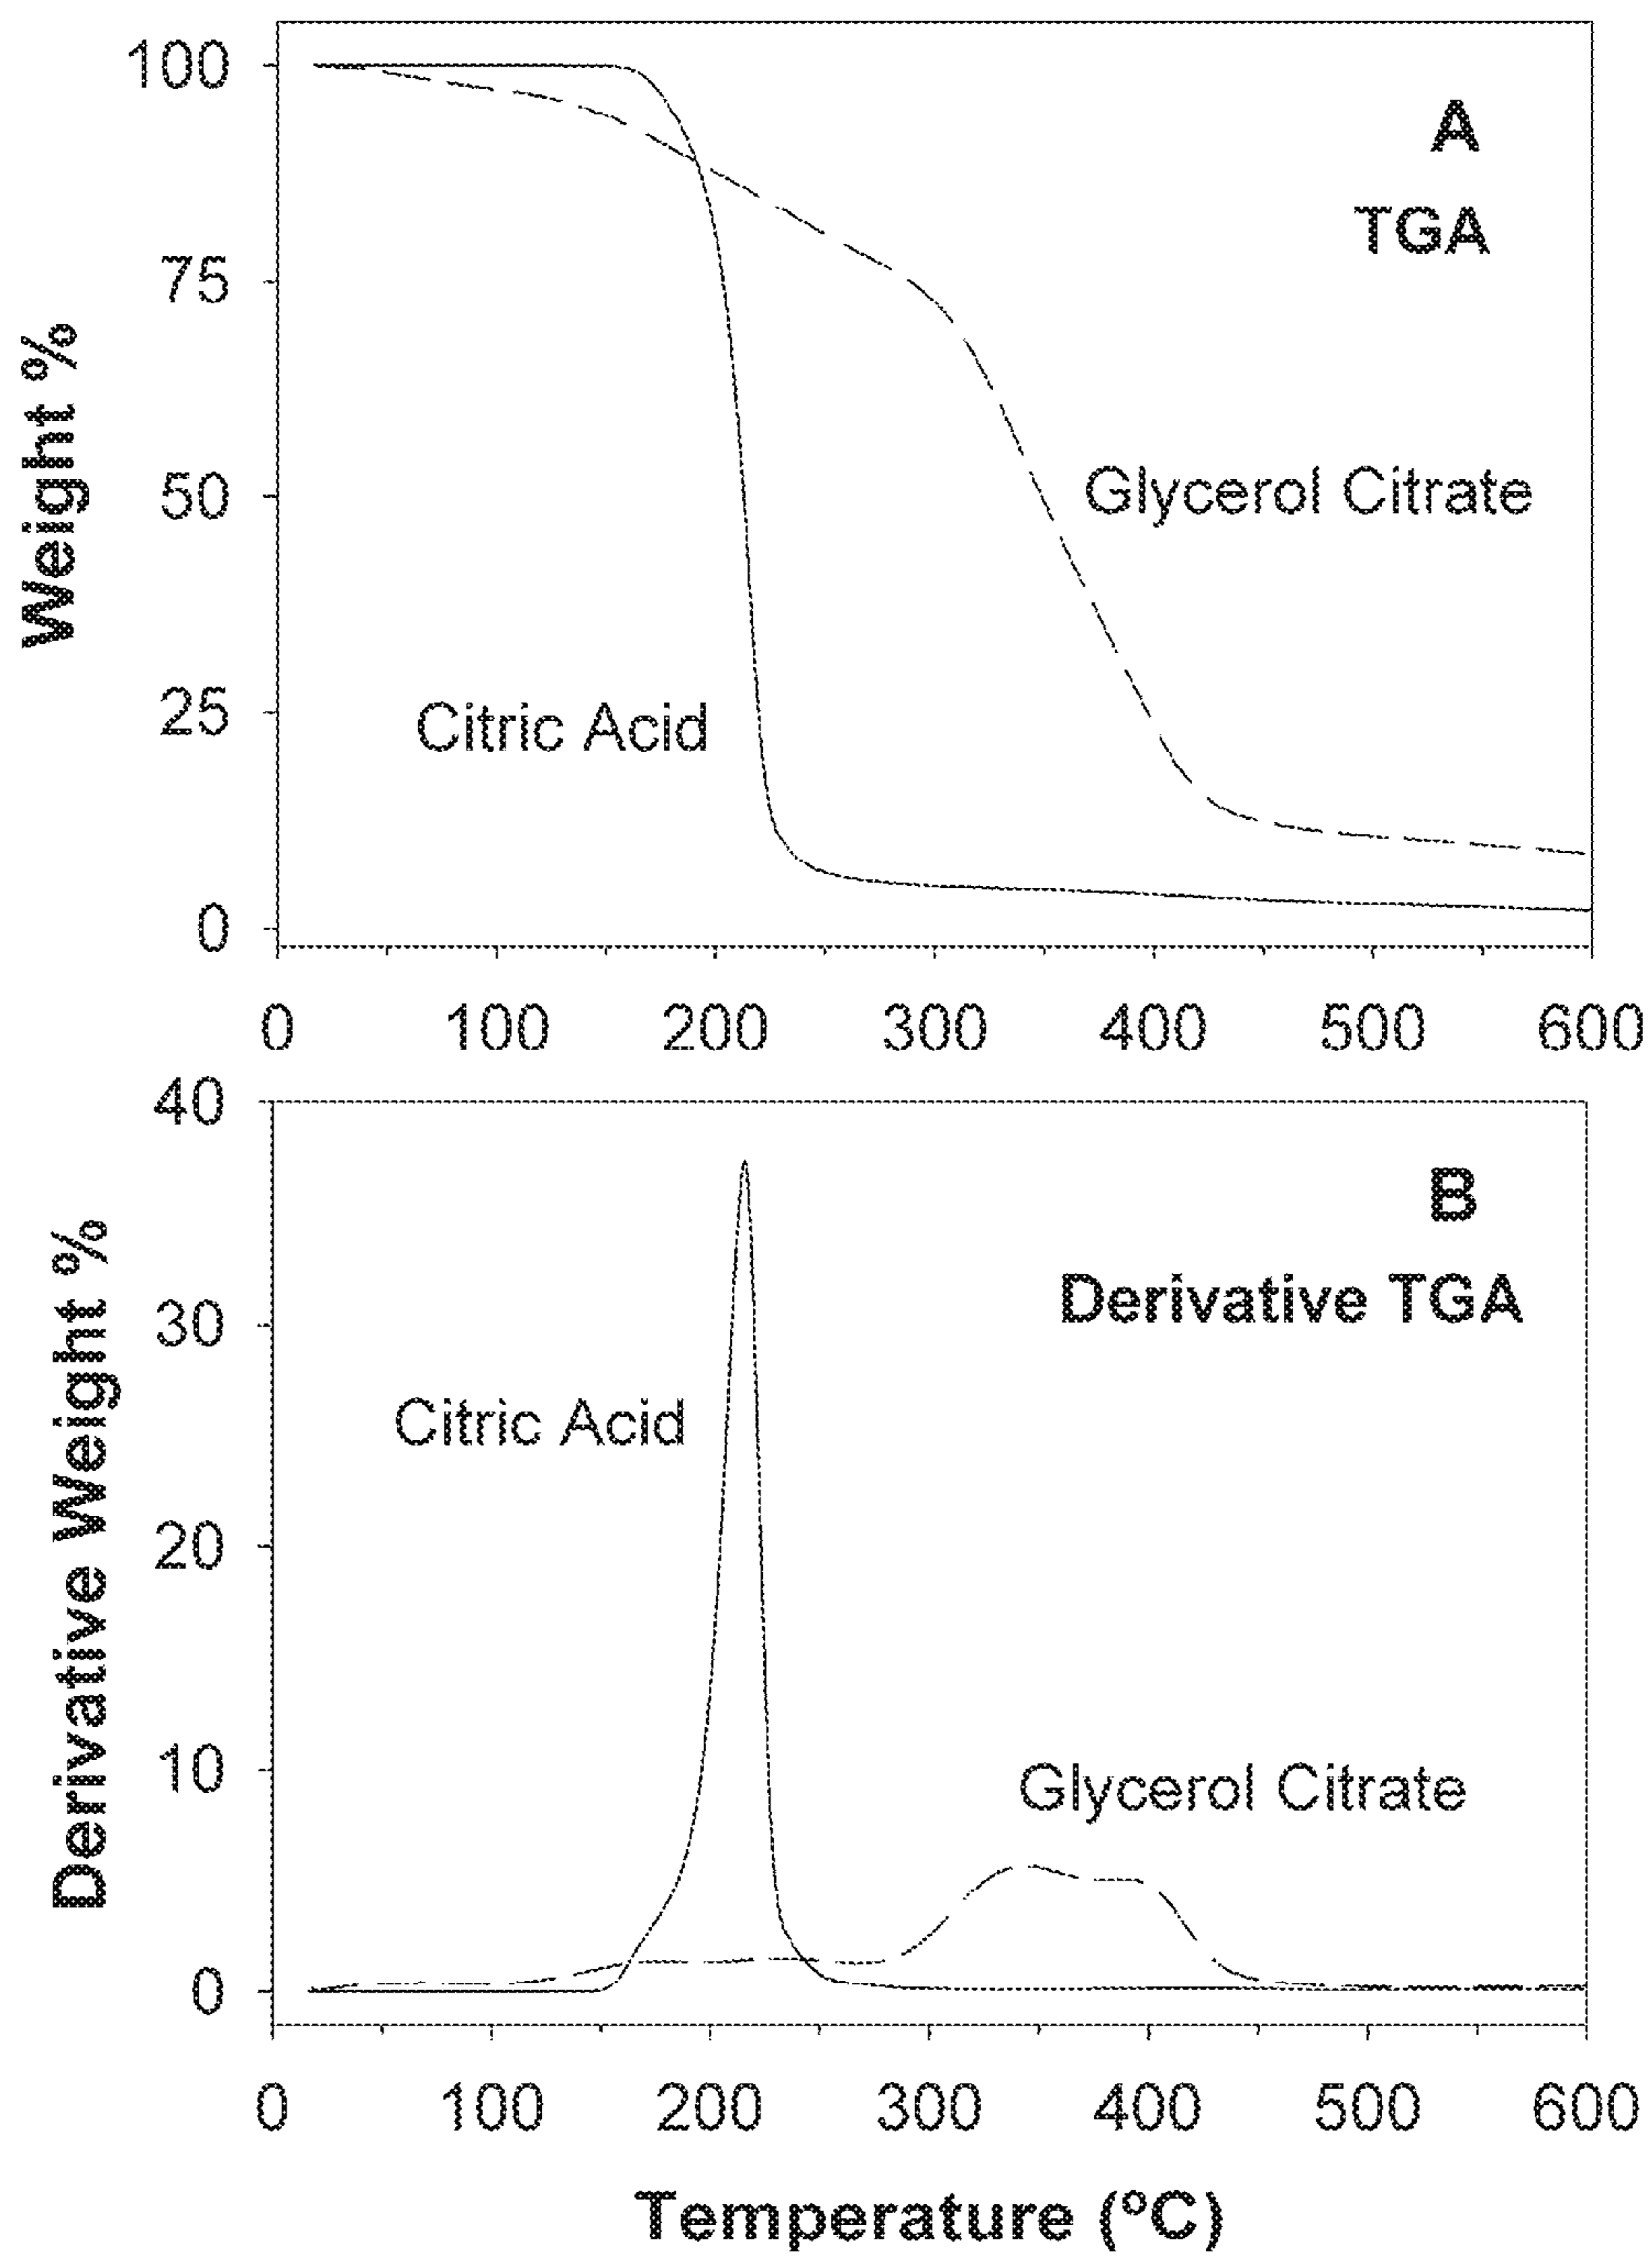 100
75
50
25
0
Weight %
A
TGA
Glycerol Citrate
Citric Acid
0 100 200 300 400 500 600
40
30
20
10
0
Derivative Weight %
B
Derivative TGA
Citric Acid
Glycerol Citrate
0 100 200 300 400 500 600
Temperature (ºC)